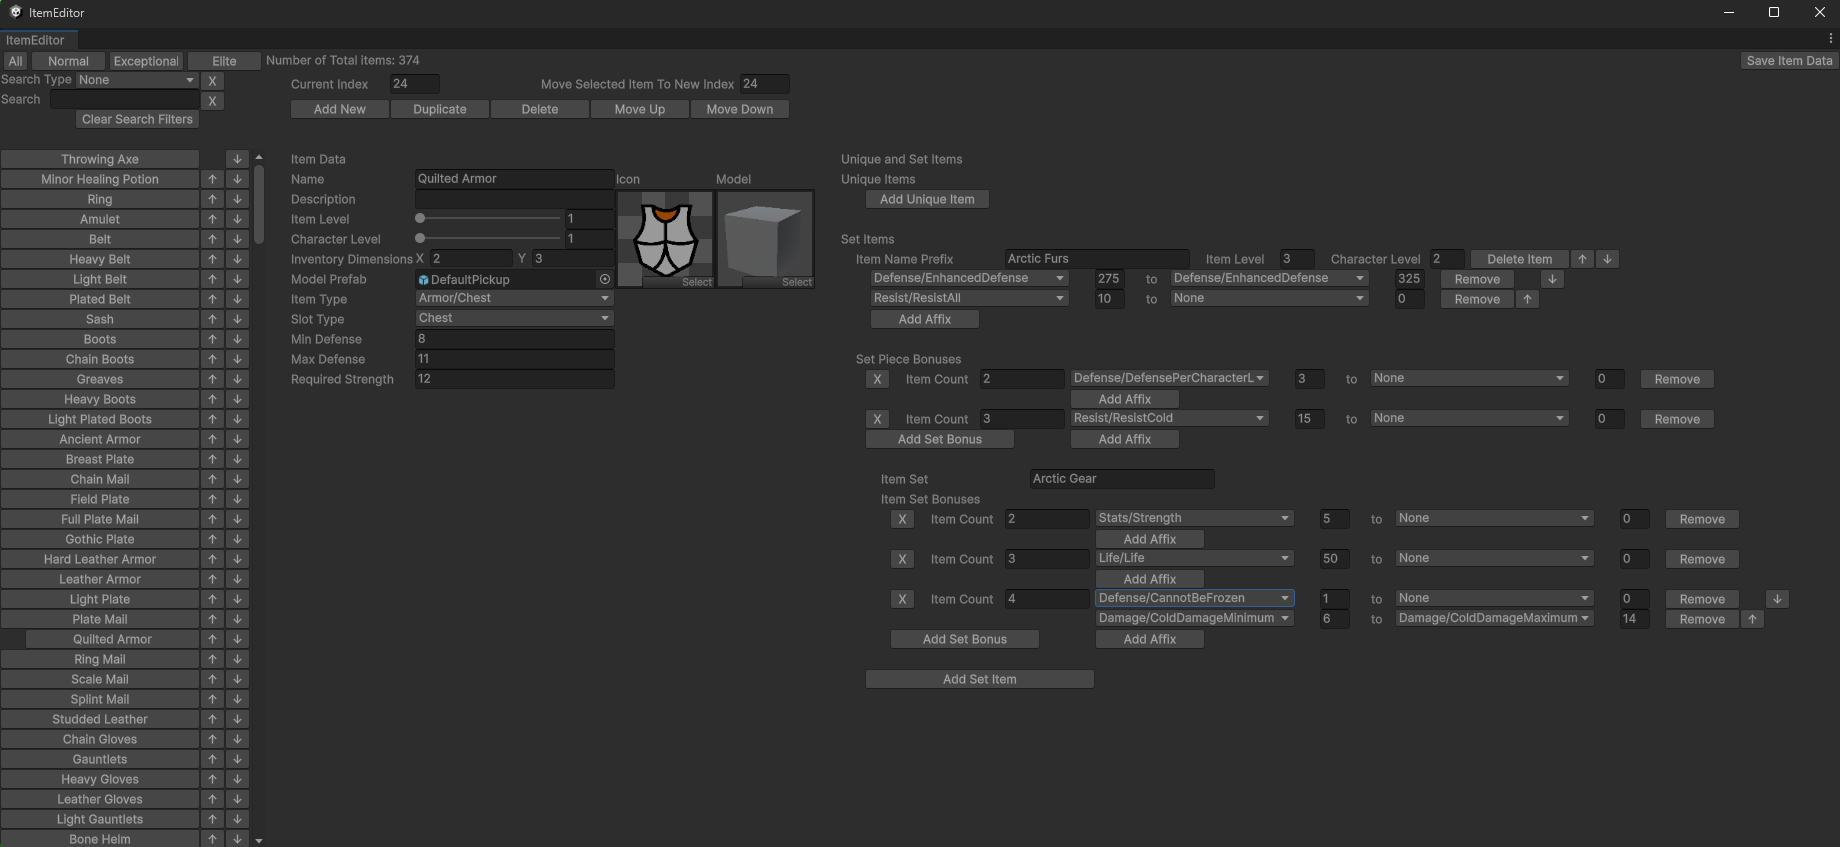 ItemEditor
ItemEditor
All Normal Exceptional Elite Number of Total items: 374 Save Item Data
Search Type None X Current Index 24 Move Selected Item To New Index 24
Search X
Add New Duplicate Delete Move Up Move Down
Clear Search Filters
Throwing Axe
Minor Healing Potion
Ring
Amulet
Belt
Heavy Belt
Light Belt
Plated Belt
Sash
Boots
Chain Boots
Greaves
Heavy Boots
Light Plated Boots
Ancient Armor
Breast Plate
Chain Mail
Field Plate
Full Plate Mail
Gothic Plate
Hard Leather Armor
Leather Armor
Light Plate
Plate Mail
Quilted Armor
Ring Mail
Scale Mail
Splint Mail
Studded Leather
Chain Gloves
Gauntlets
Heavy Gloves
Leather Gloves
Light Gauntlets
Bone Helm
Item Data
Name Quilted Armor Icon Model
Description
Item Level 1
Character Level 1
Inventory Dimensions X 2 Y 3
Model Prefab DefaultPickup Select Select
Item Type Armor/Chest
Slot Type Chest
Min Defense 8
Max Defense 11
Required Strength 12
Unique and Set Items
Unique Items
Add Unique Item
Set Items
Item Name Prefix Arctic Furs Item Level 3 Character Level 2 Delete Item
Defense/EnhancedDefense 275 to Defense/EnhancedDefense 325 Remove
Resist/ResistAll 10 to None 0 Remove
Add Affix
Set Piece Bonuses
X Item Count 2 Defense/DefensePerCharacterL 3 to None 0 Remove
Add Affix
X Item Count 3 Resist/ResistCold 15 to None 0 Remove
Add Set Bonus Add Affix
Item Set Arctic Gear
Item Set Bonuses
X Item Count 2 Stats/Strength 5 to None 0 Remove
Add Affix
X Item Count 3 Life/Life 50 to None 0 Remove
Add Affix
X Item Count 4 Defense/CannotBeFrozen 1 to None 0 Remove
Damage/ColdDamageMinimum 6 to Damage/ColdDamageMaximum 14 Remove
Add Set Bonus Add Affix
Add Set Item